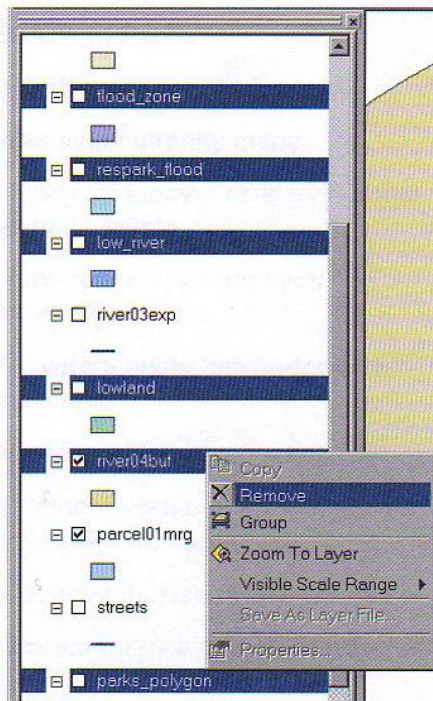 flood_zone
respark_flood
low_river
river03exp
lowland
river04buf
Copy
Remove
Group
Zoom To Layer
Visible Scale Range
Save As Layer File...
Properties...
parcel01mrg
streets
parks_polygon